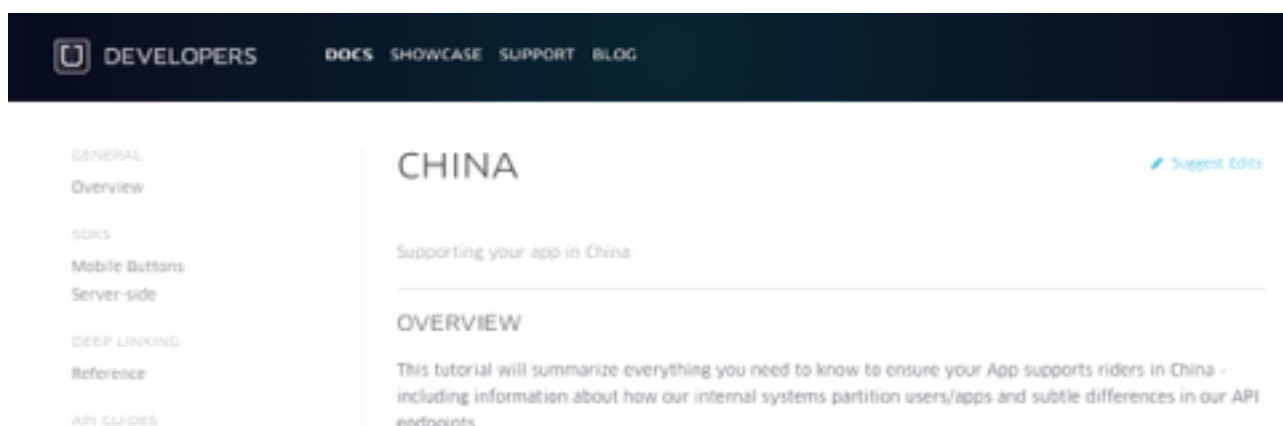 DEVELOPERS DOCS SHOWCASE SUPPORT BLOG
GENERAL
Overview
SDKS
Mobile Buttons
Server-side
DEEP LINKING
Reference
API GUIDES
CHINA
Suggest Edits
Supporting your app in China
OVERVIEW
This tutorial will summarize everything you need to know to ensure your App supports riders in China -
including information about how our internal systems partition users/apps and subtle differences in our API
endpoints